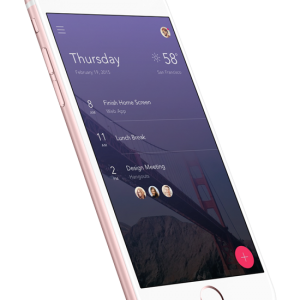 Thursday
58°
February 19, 2015
San Francisco
8
AM
Finish Home Screen
Web App
11
AM
Lunch Break
2
PM
Design Meeting
Hangouts